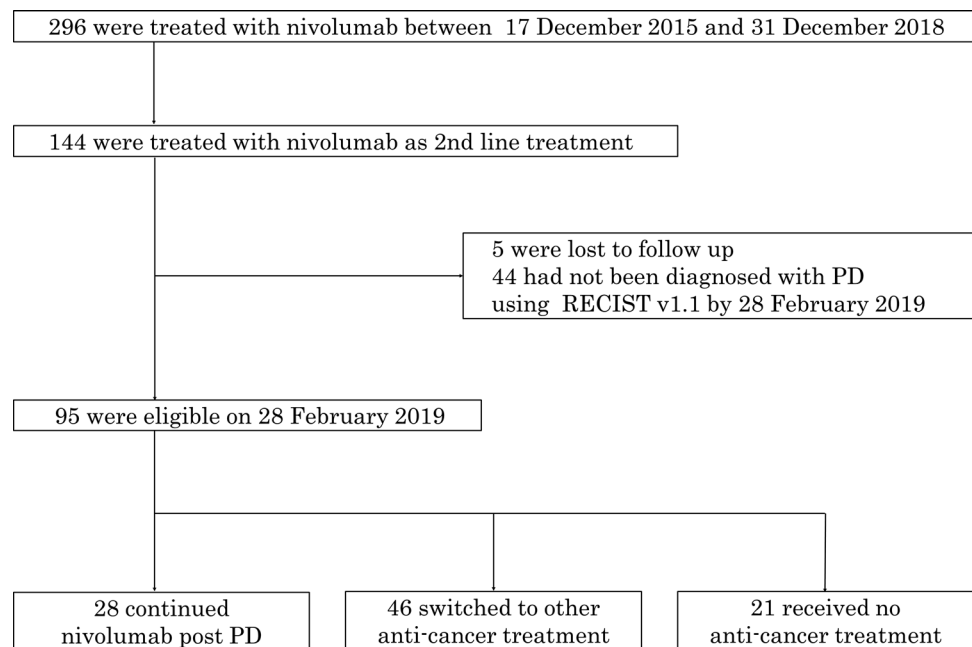 296 were treated with nivolumab between 17 December 2015 and 31 December 2018
144 were treated with nivolumab as 2nd line treatment
5 were lost to follow up
44 had not been diagnosed with PD
using RECIST v1.1 by 28 February 2019
95 were eligible on 28 February 2019
28 continued
nivolumab post PD
46 switched to other
anti-cancer treatment
21 received no
anti-cancer treatment